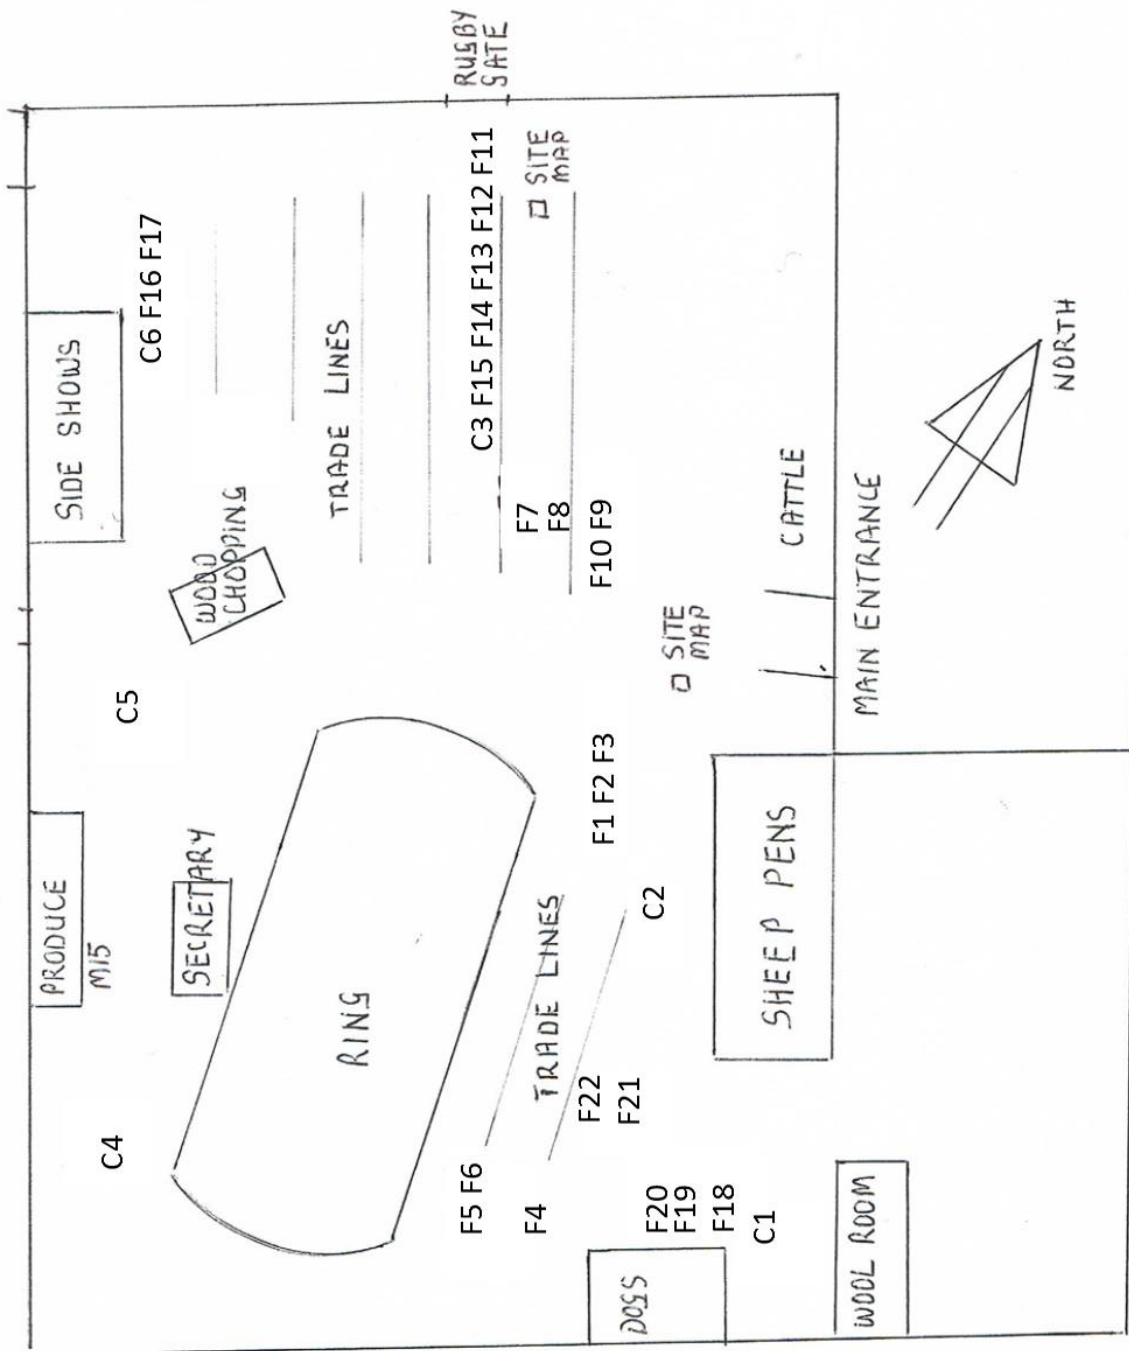 PRODUCE
M15
SIDE SHOWS
C4
C5
C6 F16 F17
SECRETARY
WOOD
CHOPPING
TRADE LINES
RING
RUGBY
GATE
F5 F6
C3 F15 F14 F13 F12 F11
F4
F7
F8
SITE
MAP
TRADE LINES
F22
F21
F1 F2 F3
F10 F9
DOGS
F20
F19
F18
C1
C2
SITE
MAP
SHEEP PENS
CATTLE
WOOL ROOM
MAIN ENTRANCE
NORTH